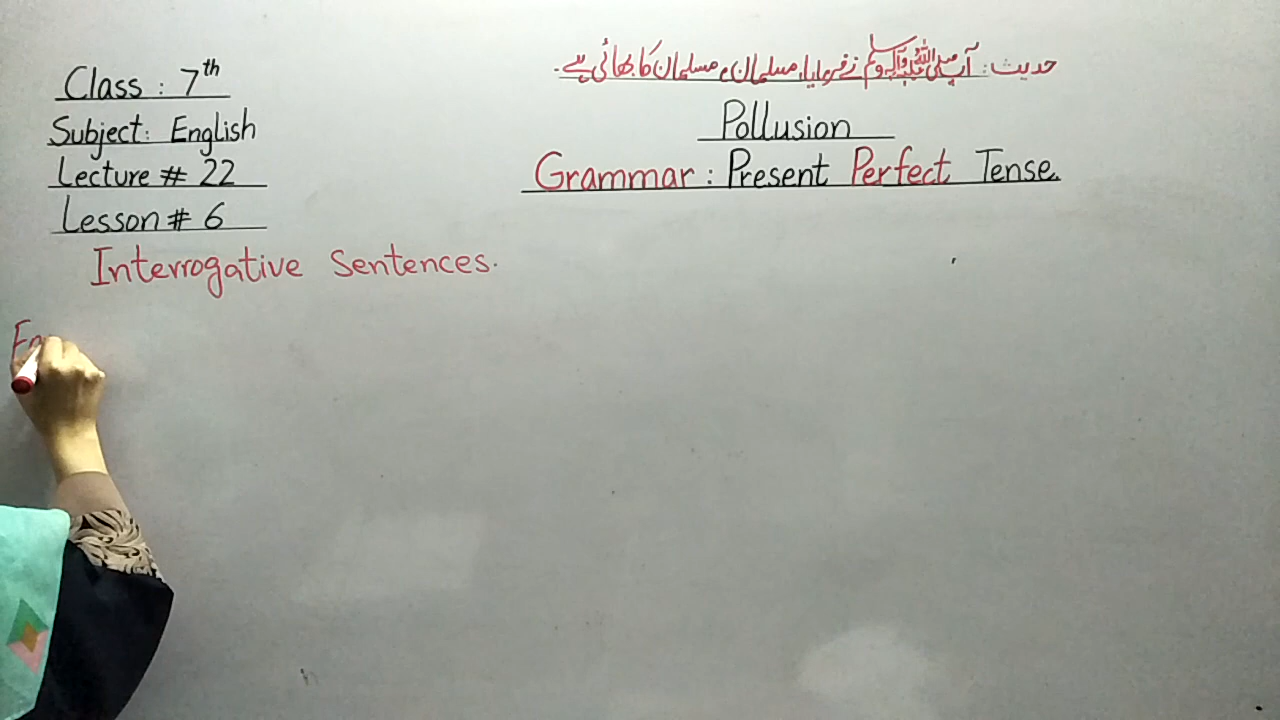 حدیث: آپ صلی اللہ علیہ وسلم نے فرمایا، مسلمان، مسلمان کا بھائی ہے۔
Class : 7th
Subject: English
Lecture # 22
Lesson # 6
Pollusion
Grammar : Present Perfect Tense.
Interrogative Sentences.